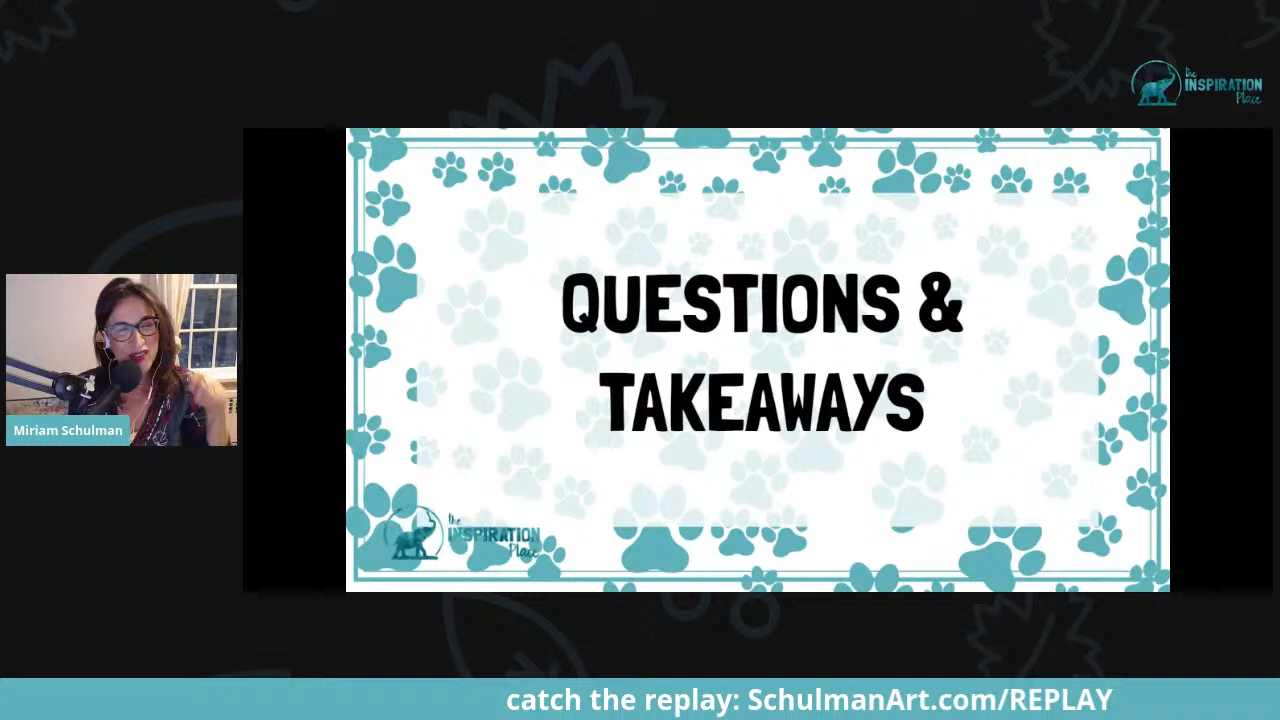 the
INSPIRATION
Place
QUESTIONS &
TAKEAWAYS
Miriam Schulman
the
INSPIRATION
Place
catch the replay: SchulmanArt.com/REPLAY